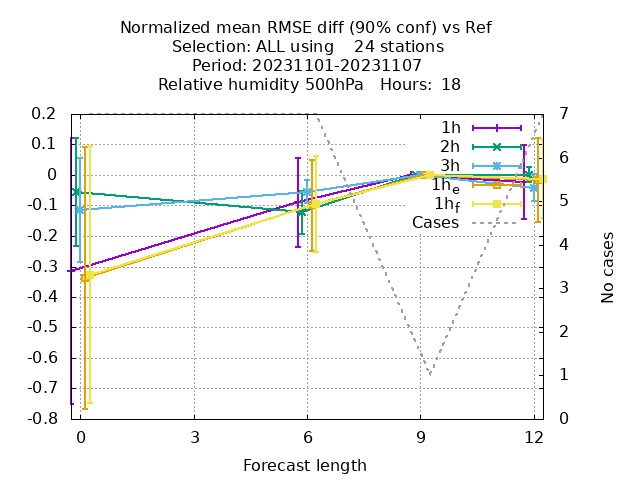 Normalized mean RMSE diff (90% conf) vs Ref
Selection: ALL using 24 stations
Period: 20231101-20231107
Relative humidity 500hPa Hours: 18
0.2
0.1
0
-0.1
-0.2
-0.3
-0.4
-0.5
-0.6
-0.7
-0.8
1h
2h
3h
1he
1hf
Cases
7
6
5
4
3
2
1
0
No cases
0 3 6 9 12
Forecast length